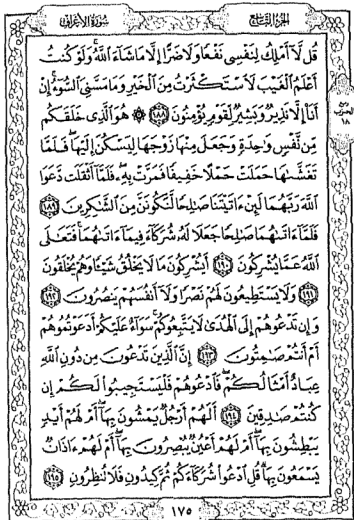 الجزء التاسع
سورة الأعراف
قُل لَّآ أَمْلِكُ لِنَفْسِى نَفْعًا وَلَا ضَرًّا إِلَّا مَا شَآءَ ٱللَّهُ وَلَوْ كُنتُ
أَعْلَمُ ٱلْغَيْبَ لَٱسْتَكْثَرْتُ مِنَ ٱلْخَيْرِ وَمَا مَسَّنِىَ ٱلسُّوٓءُ إِنْ
أَنَا۠ إِلَّا نَذِيرٌ وَبَشِيرٌ لِّقَوْمٍ يُؤْمِنُونَ ١٨٨ ۞ هُوَ ٱلَّذِى خَلَقَكُم
مِّن نَّفْسٍ وَٰحِدَةٍ وَجَعَلَ مِنْهَا زَوْجَهَا لِيَسْكُنَ إِلَيْهَا فَلَمَّا
تَغَشَّىٰهَا حَمَلَتْ حَمْلًا خَفِيفًا فَمَرَّتْ بِهِۦ فَلَمَّآ أَثْقَلَت دَّعَوَا
ٱللَّهَ رَبَّهُمَا لَئِنْ ءَاتَيْتَنَا صَٰلِحًا لَّنَكُونَنَّ مِنَ ٱلشَّٰكِرِينَ ١٨٩
فَلَمَّآ ءَاتَىٰهُمَا صَٰلِحًا جَعَلَا لَهُۥ شُرَكَآءَ فِيمَآ ءَاتَىٰهُمَا فَتَعَٰلَى
ٱللَّهُ عَمَّا يُشْرِكُونَ ١٩٠ أَيُشْرِكُونَ مَا لَا يَخْلُقُ شَيْـًٔا وَهُمْ يُخْلَقُونَ
١٩١ وَلَا يَسْتَطِيعُونَ لَهُمْ نَصْرًا وَلَآ أَنفُسَهُمْ يَنصُرُونَ ١٩٢
وَإِن تَدْعُوهُمْ إِلَى ٱلْهُدَىٰ لَا يَتَّبِعُوكُمْ سَوَآءٌ عَلَيْكُمْ أَدَعَوْتُمُوهُمْ
أَمْ أَنتُمْ صَٰمِتُونَ ١٩٣ إِنَّ ٱلَّذِينَ تَدْعُونَ مِن دُونِ ٱللَّهِ
عِبَادٌ أَمْثَالُكُمْ فَٱدْعُوهُمْ فَلْيَسْتَجِيبُوا۟ لَكُمْ إِن
كُنتُمْ صَٰدِقِينَ ١٩٤ أَلَهُمْ أَرْجُلٌ يَمْشُونَ بِهَآ أَمْ لَهُمْ أَيْدٍ
يَبْطِشُونَ بِهَآ أَمْ لَهُمْ أَعْيُنٌ يُبْصِرُونَ بِهَآ أَمْ لَهُمْ ءَاذَانٌ
يَسْمَعُونَ بِهَا قُلِ ٱدْعُوا۟ شُرَكَآءَكُمْ ثُمَّ كِيدُونِ فَلَا تُنظِرُونِ ١٩٥
١٧٥